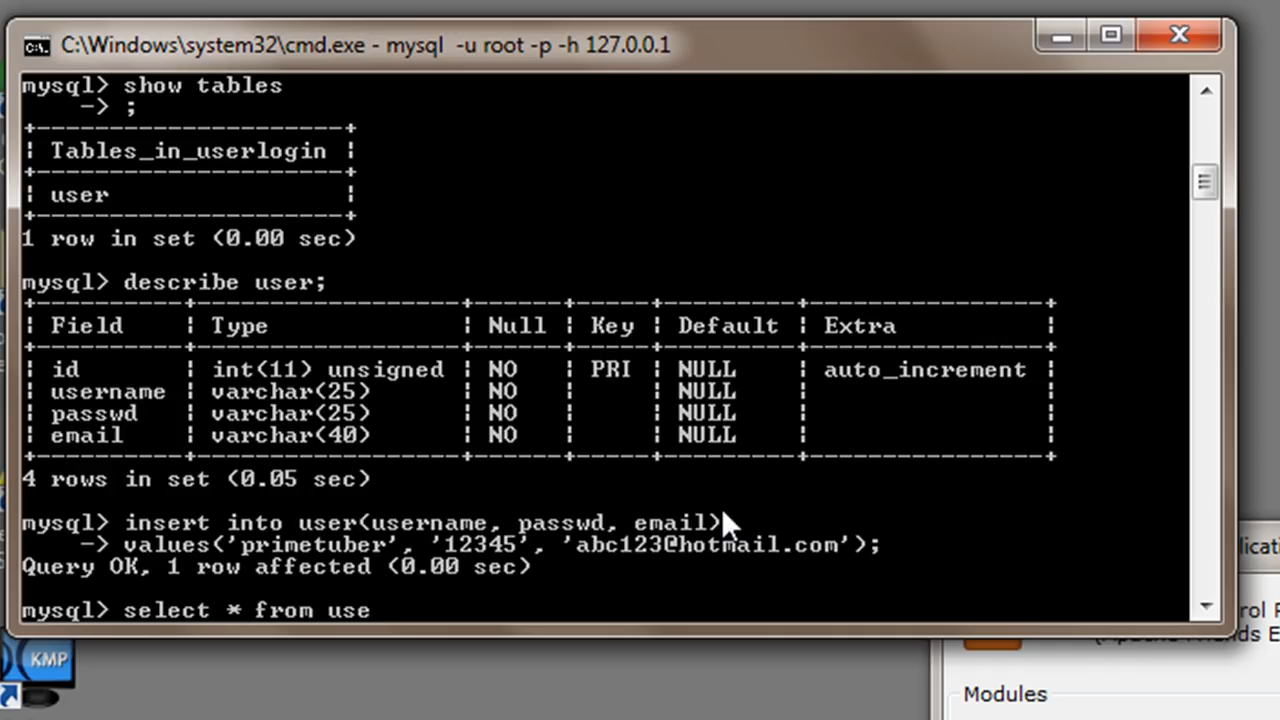 C:\Windows\system32\cmd.exe - mysql  -u root -p -h 127.0.0.1
mysql> show tables
    -> ;
+---------------------+
| Tables_in_userlogin |
+---------------------+
| user                |
+---------------------+
1 row in set (0.00 sec)
mysql> describe user;
+----------+------------------+------+-----+---------+----------------+
| Field    | Type             | Null | Key | Default | Extra          |
+----------+------------------+------+-----+---------+----------------+
| id       | int(11) unsigned | NO   | PRI | NULL    | auto_increment |
| username | varchar(25)      | NO   |     | NULL    |                |
| passwd   | varchar(25)      | NO   |     | NULL    |                |
| email    | varchar(40)      | NO   |     | NULL    |                |
+----------+------------------+------+-----+---------+----------------+
4 rows in set (0.05 sec)
mysql> insert into user(username, passwd, email)
    -> values('primetuber', '12345', 'abc123@hotmail.com');
Query OK, 1 row affected (0.00 sec)
mysql> select * from use
KMP
Modules